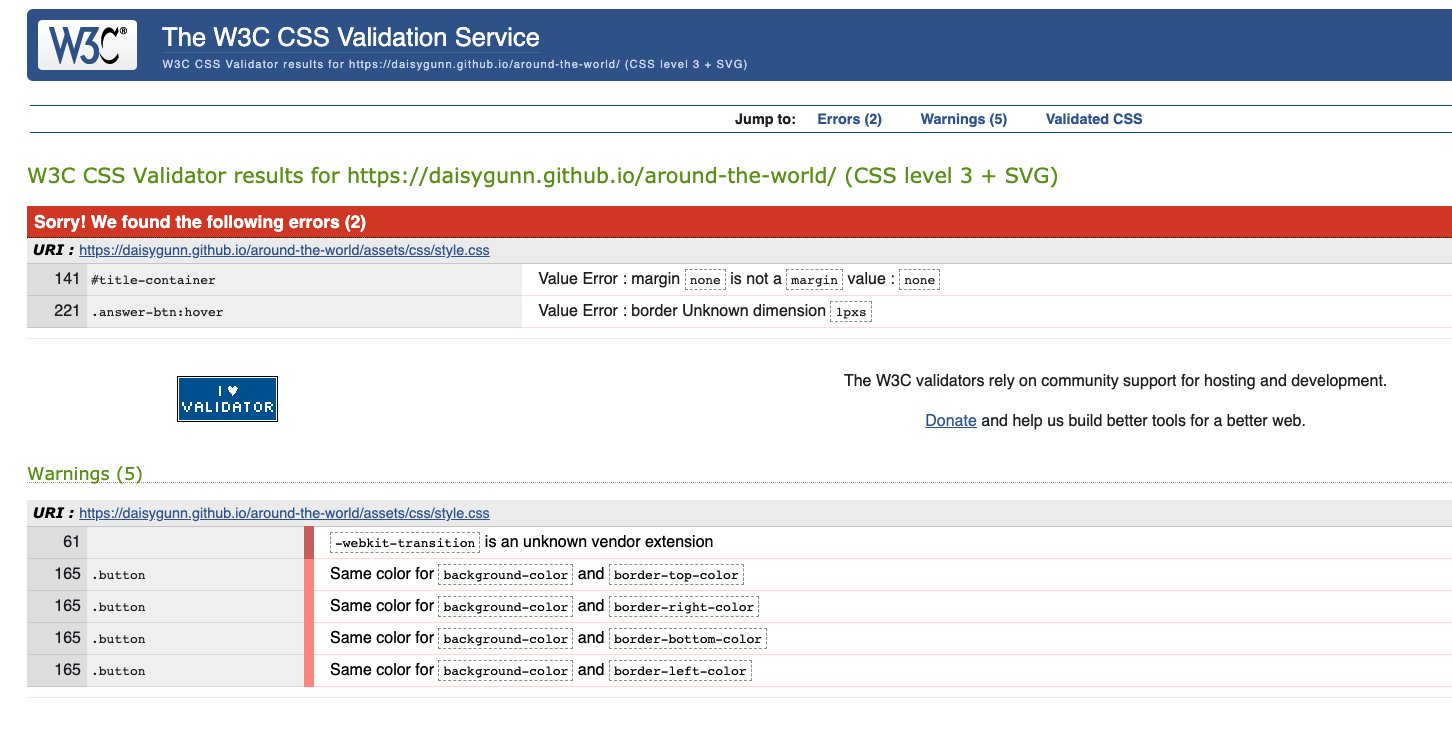 W3C®
The W3C CSS Validation Service
W3C CSS Validator results for https://daisygunn.github.io/around-the-world/ (CSS level 3 + SVG)
Jump to: Errors (2) Warnings (5) Validated CSS
W3C CSS Validator results for https://daisygunn.github.io/around-the-world/ (CSS level 3 + SVG)
Sorry! We found the following errors (2)
URI : https://daisygunn.github.io/around-the-world/assets/css/style.css
141 #title-container Value Error : margin none is not a margin value : none
221 .answer-btn:hover Value Error : border Unknown dimension 1pxs
I ♥
VALIDATOR
The W3C validators rely on community support for hosting and development.
Donate and help us build better tools for a better web.
Warnings (5)
URI : https://daisygunn.github.io/around-the-world/assets/css/style.css
61 -webkit-transition is an unknown vendor extension
165 .button Same color for background-color and border-top-color
165 .button Same color for background-color and border-right-color
165 .button Same color for background-color and border-bottom-color
165 .button Same color for background-color and border-left-color